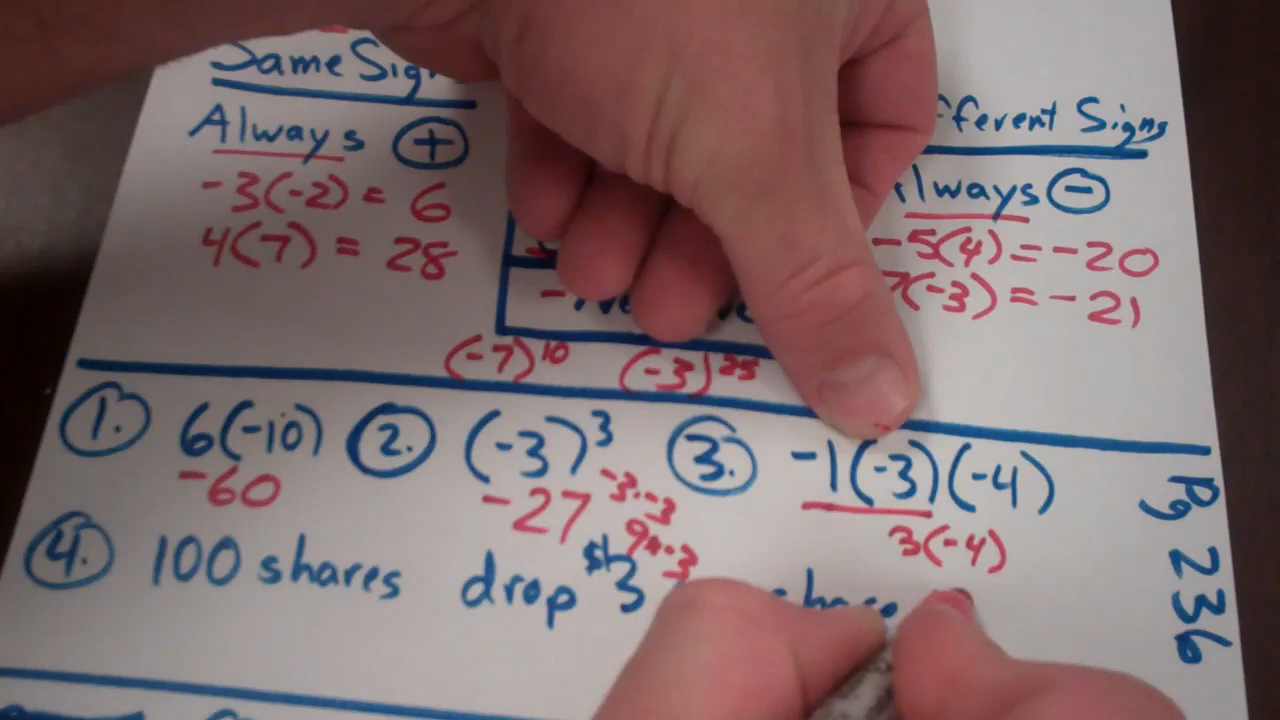 Same Sign
Always +
-3(-2) = 6
4(7) = 28
fferent Signs
lways -
-5(4) = -20
7(-3) = -21
(-7)^10 (-3)^25
1. 6(-10) 2. (-3)^3 3. -1(-3)(-4)
-60 -27 -3·-3 3(-4)
9·-3
4. 100 shares drop $3
Pg 236